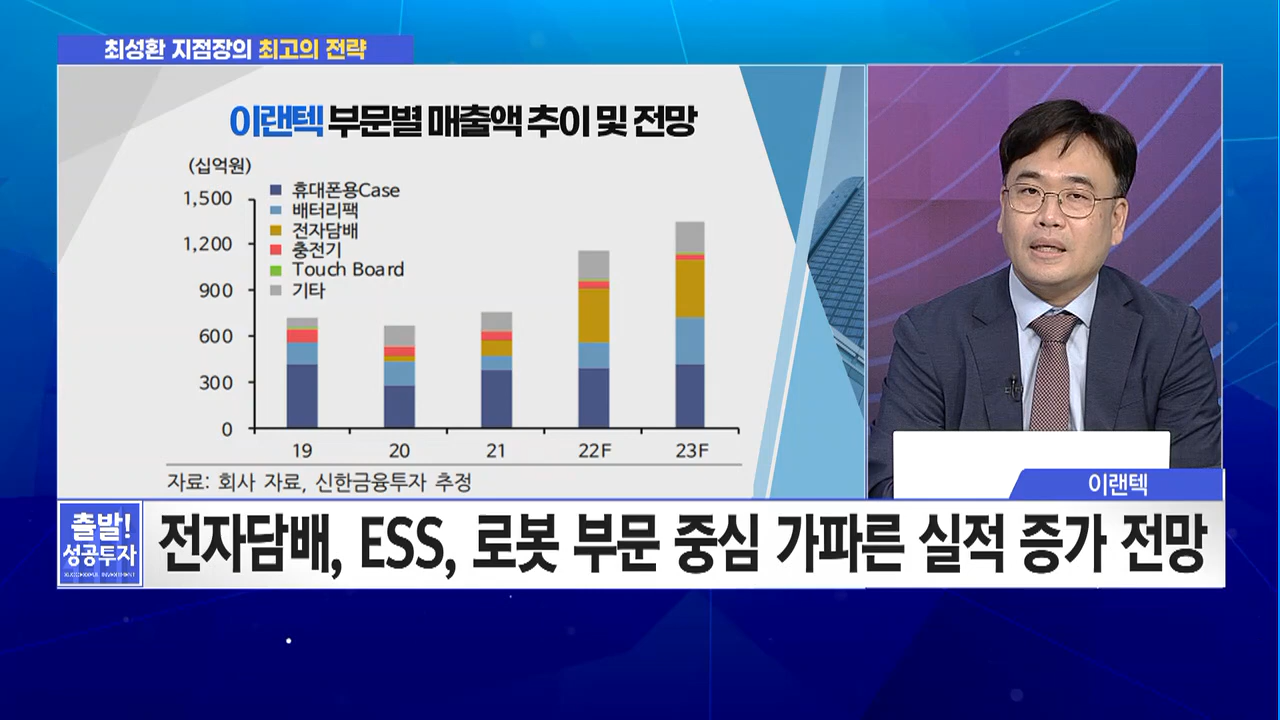 최성환 지점장의 최고의 전략
이랜텍 부문별 매출액 추이 및 전망
(십억원)
1,500
1,200
900
600
300
0
휴대폰용Case
배터리팩
전자담배
충전기
Touch Board
기타
19 20 21 22F 23F
자료: 회사 자료, 신한금융투자 추정
이랜텍
출발!
성공투자
전자담배, ESS, 로봇 부문 중심 가파른 실적 증가 전망